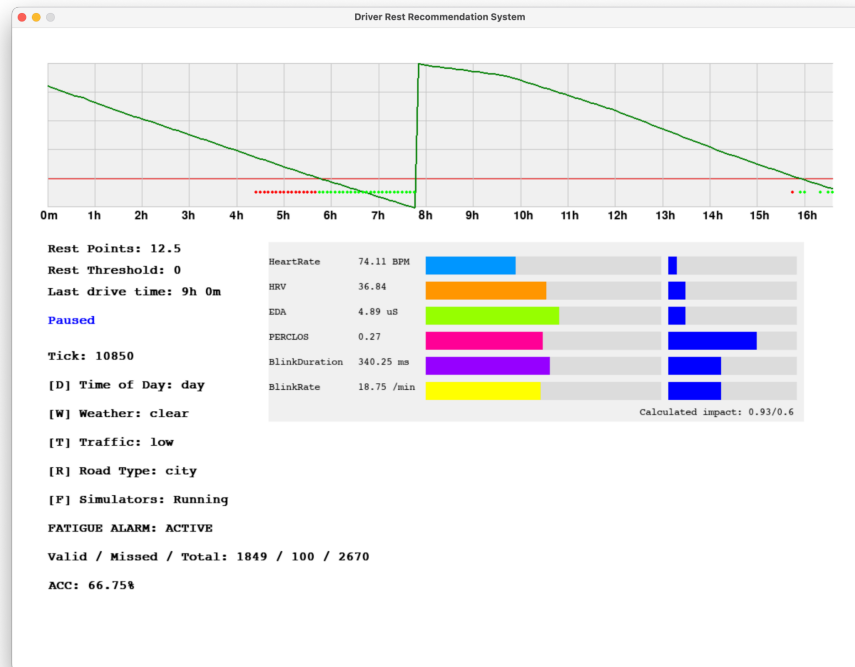 Driver Rest Recommendation System
0m 1h 2h 3h 4h 5h 6h 7h 8h 9h 10h 11h 12h 13h 14h 15h 16h
Rest Points: 12.5
Rest Threshold: 0
Last drive time: 9h 0m
Paused
Tick: 10850
[D] Time of Day: day
[W] Weather: clear
[T] Traffic: low
[R] Road Type: city
[F] Simulators: Running
FATIGUE ALARM: ACTIVE
Valid / Missed / Total: 1849 / 100 / 2670
ACC: 66.75%
HeartRate 74.11 BPM
HRV 36.84
EDA 4.89 uS
PERCLOS 0.27
BlinkDuration 340.25 ms
BlinkRate 18.75 /min
Calculated impact: 0.93/0.6